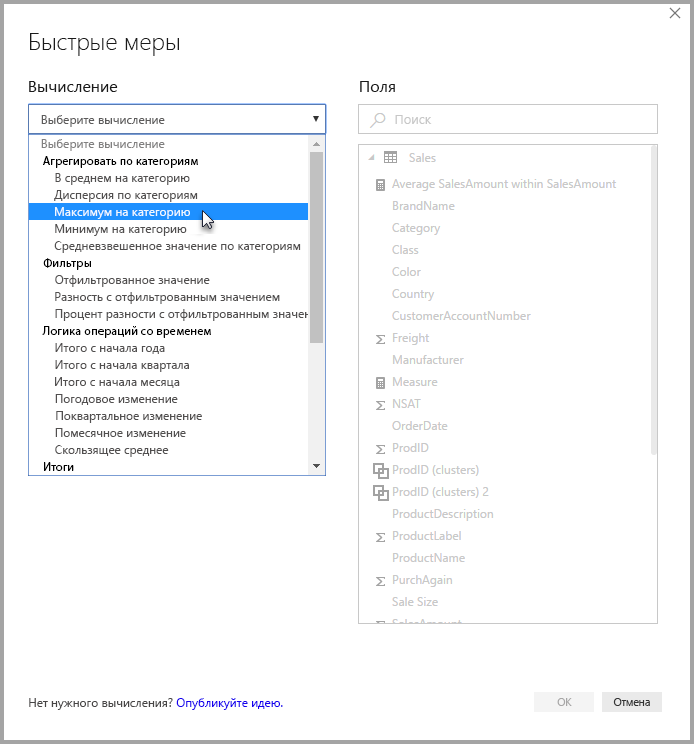 Быстрые меры
Вычисление
Выберите вычисление
Выберите вычисление
Агрегировать по категориям
В среднем на категорию
Дисперсия по категориям
Максимум на категорию
Минимум на категорию
Средневзвешенное значение по категориям
Фильтры
Отфильтрованное значение
Разность с отфильтрованным значением
Процент разности с отфильтрованным
Логика операций со временем
Итого с начала года
Итого с начала квартала
Итого с начала месяца
Погодовое изменение
Поквартальное изменение
Помесячное изменение
Скользящее среднее
Итоги
Поля
Поиск
Sales
Average SalesAmount within SalesAmount
BrandName
Category
Class
Color
Country
CustomerAccountNumber
Freight
Manufacturer
Measure
NSAT
OrderDate
ProdID
ProdID (clusters)
ProdID (clusters) 2
ProductDescription
ProductLabel
ProductName
PurchAgain
Sale Size
SalesAmount
Нет нужного вычисления? Опубликуйте идею.
ОК
Отмена